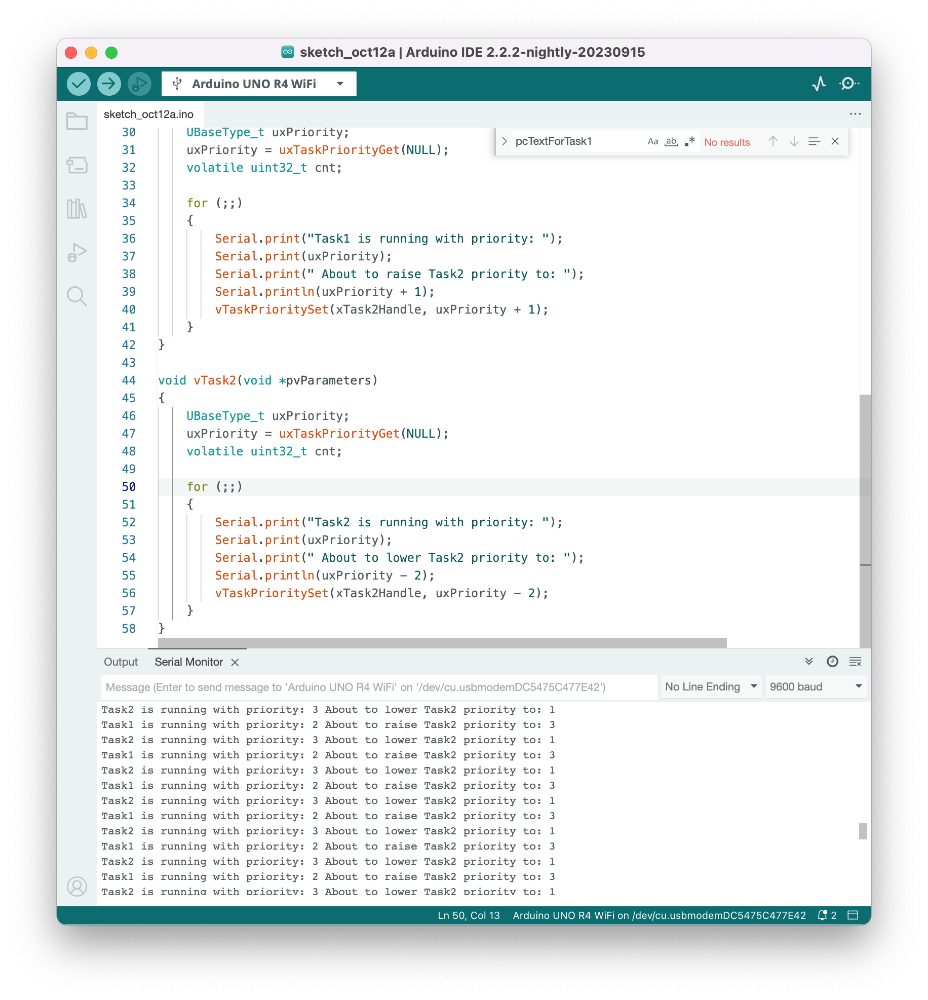 sketch_oct12a | Arduino IDE 2.2.2-nightly-20230915
Arduino UNO R4 WiFi
sketch_oct12a.ino
pcTextForTask1 Aa ab No results
30 UBaseType_t uxPriority;
31 uxPriority = uxTaskPriorityGet(NULL);
32 volatile uint32_t cnt;
33
34 for (;;)
35 {
36 Serial.print("Task1 is running with priority: ");
37 Serial.print(uxPriority);
38 Serial.print(" About to raise Task2 priority to: ");
39 Serial.println(uxPriority + 1);
40 vTaskPrioritySet(xTask2Handle, uxPriority + 1);
41 }
42 }
43
44 void vTask2(void *pvParameters)
45 {
46 UBaseType_t uxPriority;
47 uxPriority = uxTaskPriorityGet(NULL);
48 volatile uint32_t cnt;
49
50 for (;;)
51 {
52 Serial.print("Task2 is running with priority: ");
53 Serial.print(uxPriority);
54 Serial.print(" About to lower Task2 priority to: ");
55 Serial.println(uxPriority - 2);
56 vTaskPrioritySet(xTask2Handle, uxPriority - 2);
57 }
58 }
Output Serial Monitor
Message (Enter to send message to 'Arduino UNO R4 WiFi' on '/dev/cu.usbmodemDC5475C477E42') No Line Ending 9600 baud
Task2 is running with priority: 3 About to lower Task2 priority to: 1
Task1 is running with priority: 2 About to raise Task2 priority to: 3
Task2 is running with priority: 3 About to lower Task2 priority to: 1
Task1 is running with priority: 2 About to raise Task2 priority to: 3
Task2 is running with priority: 3 About to lower Task2 priority to: 1
Task1 is running with priority: 2 About to raise Task2 priority to: 3
Task2 is running with priority: 3 About to lower Task2 priority to: 1
Task1 is running with priority: 2 About to raise Task2 priority to: 3
Task2 is running with priority: 3 About to lower Task2 priority to: 1
Task1 is running with priority: 2 About to raise Task2 priority to: 3
Task2 is running with priority: 3 About to lower Task2 priority to: 1
Task1 is running with priority: 2 About to raise Task2 priority to: 3
Task2 is running with priority: 3 About to lower Task2 priority to: 1
Ln 50, Col 13 Arduino UNO R4 WiFi on /dev/cu.usbmodemDC5475C477E42 2